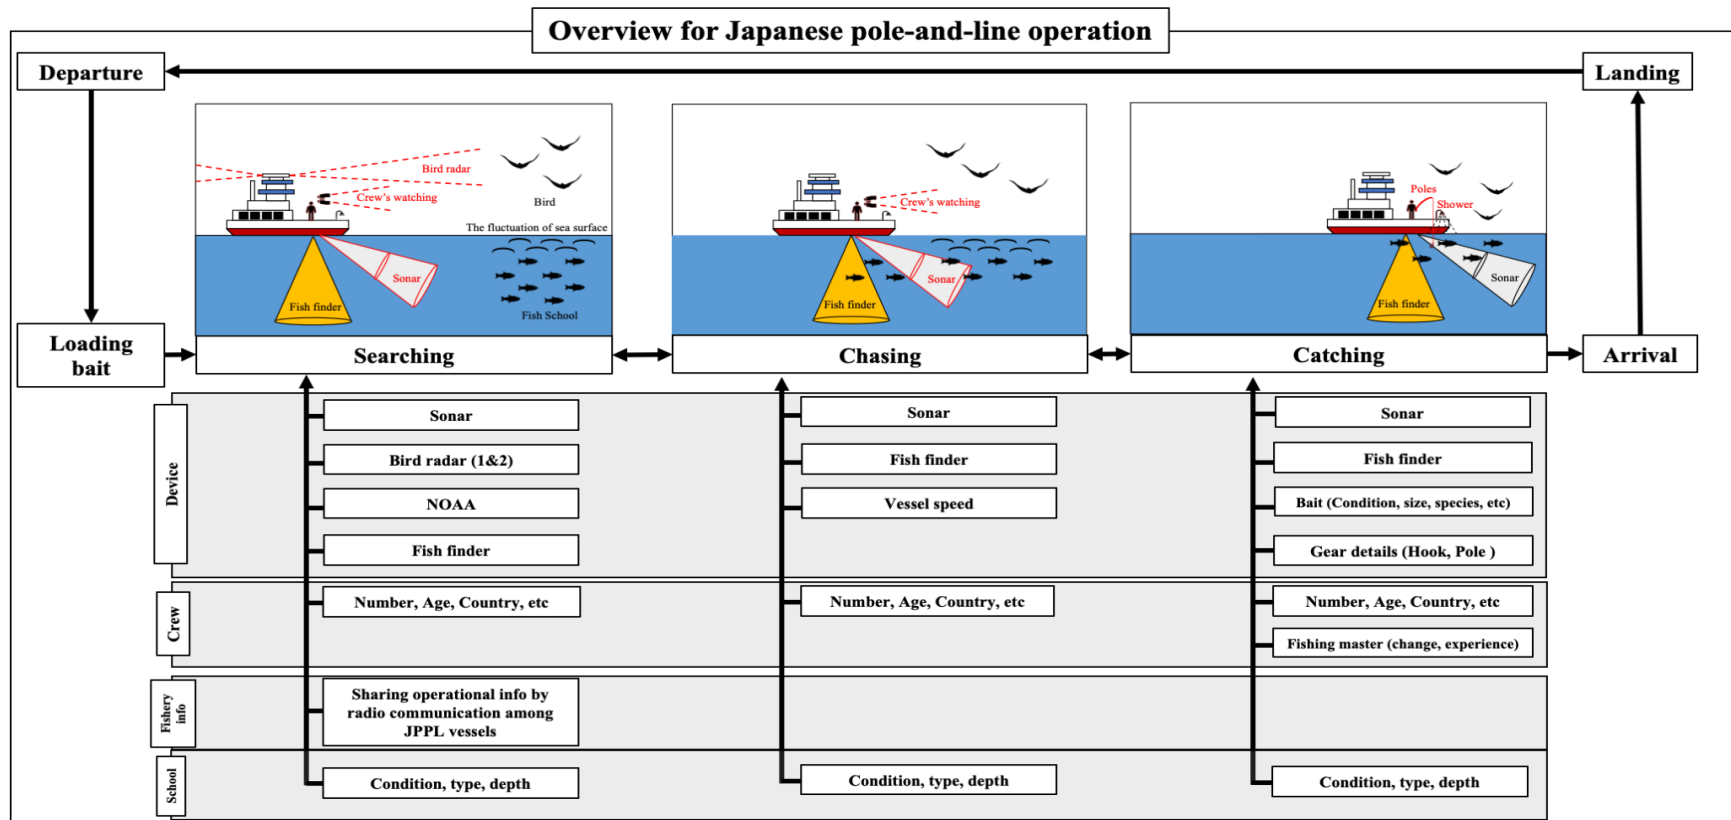 Overview for Japanese pole-and-line operation
Departure
Landing
Bird radar
Crew's watching
Bird
The fluctuation of sea surface
Sonar
Fish finder
Fish School
Crew's watching
Sonar
Fish finder
Poles
Shower
Sonar
Fish finder
Loading
bait
Searching
Chasing
Catching
Arrival
Device
Sonar
Bird radar (1&2)
NOAA
Fish finder
Sonar
Fish finder
Vessel speed
Sonar
Fish finder
Bait (Condition, size, species, etc)
Gear details (Hook, Pole )
Crew
Number, Age, Country, etc
Number, Age, Country, etc
Number, Age, Country, etc
Fishing master (change, experience)
Fishery
info
Sharing operational info by
radio communication among
JPPL vessels
School
Condition, type, depth
Condition, type, depth
Condition, type, depth